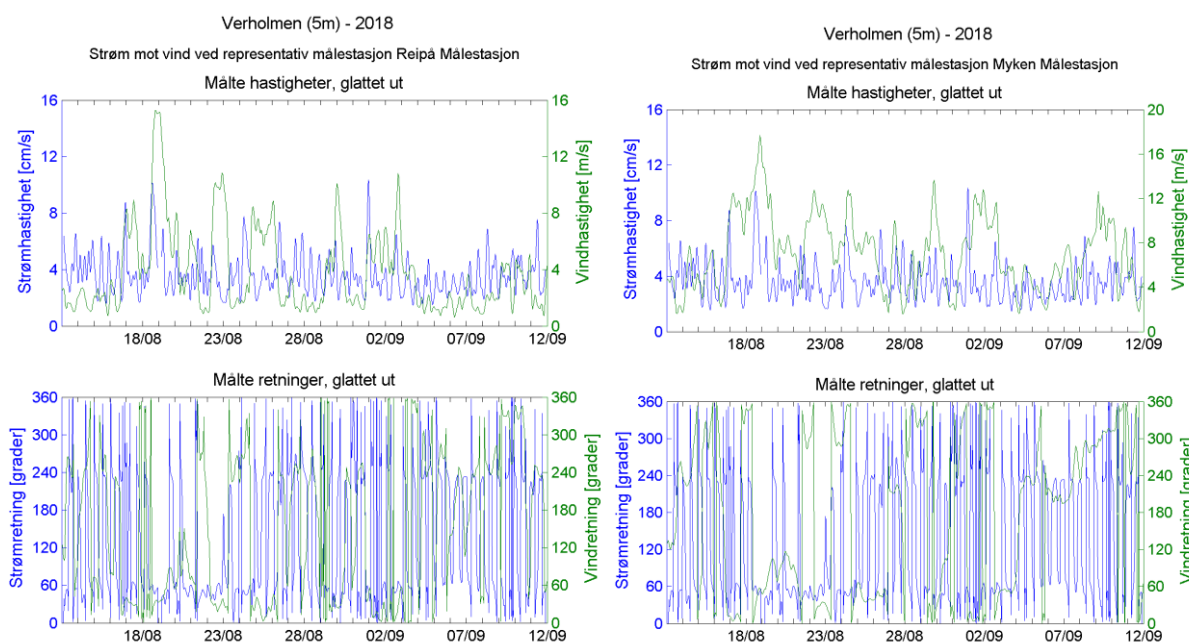 Verholmen (5m) - 2018
Strøm mot vind ved representativ målestasjon Reipå Målestasjon
Målte hastigheter, glattet ut
Strømhastighet [cm/s]
16
12
8
4
0
Vindhastighet [m/s]
16
12
8
4
0
18/08 23/08 28/08 02/09 07/09 12/09
Målte retninger, glattet ut
Strømretning [grader]
360
300
240
180
120
60
0
Vindretning [grader]
360
300
240
180
120
60
0
18/08 23/08 28/08 02/09 07/09 12/09
Verholmen (5m) - 2018
Strøm mot vind ved representativ målestasjon Myken Målestasjon
Målte hastigheter, glattet ut
Strømhastighet [cm/s]
16
12
8
4
0
Vindhastighet [m/s]
20
16
12
8
4
0
18/08 23/08 28/08 02/09 07/09 12/09
Målte retninger, glattet ut
Strømretning [grader]
360
300
240
180
120
60
0
Vindretning [grader]
360
300
240
180
120
60
0
18/08 23/08 28/08 02/09 07/09 12/09